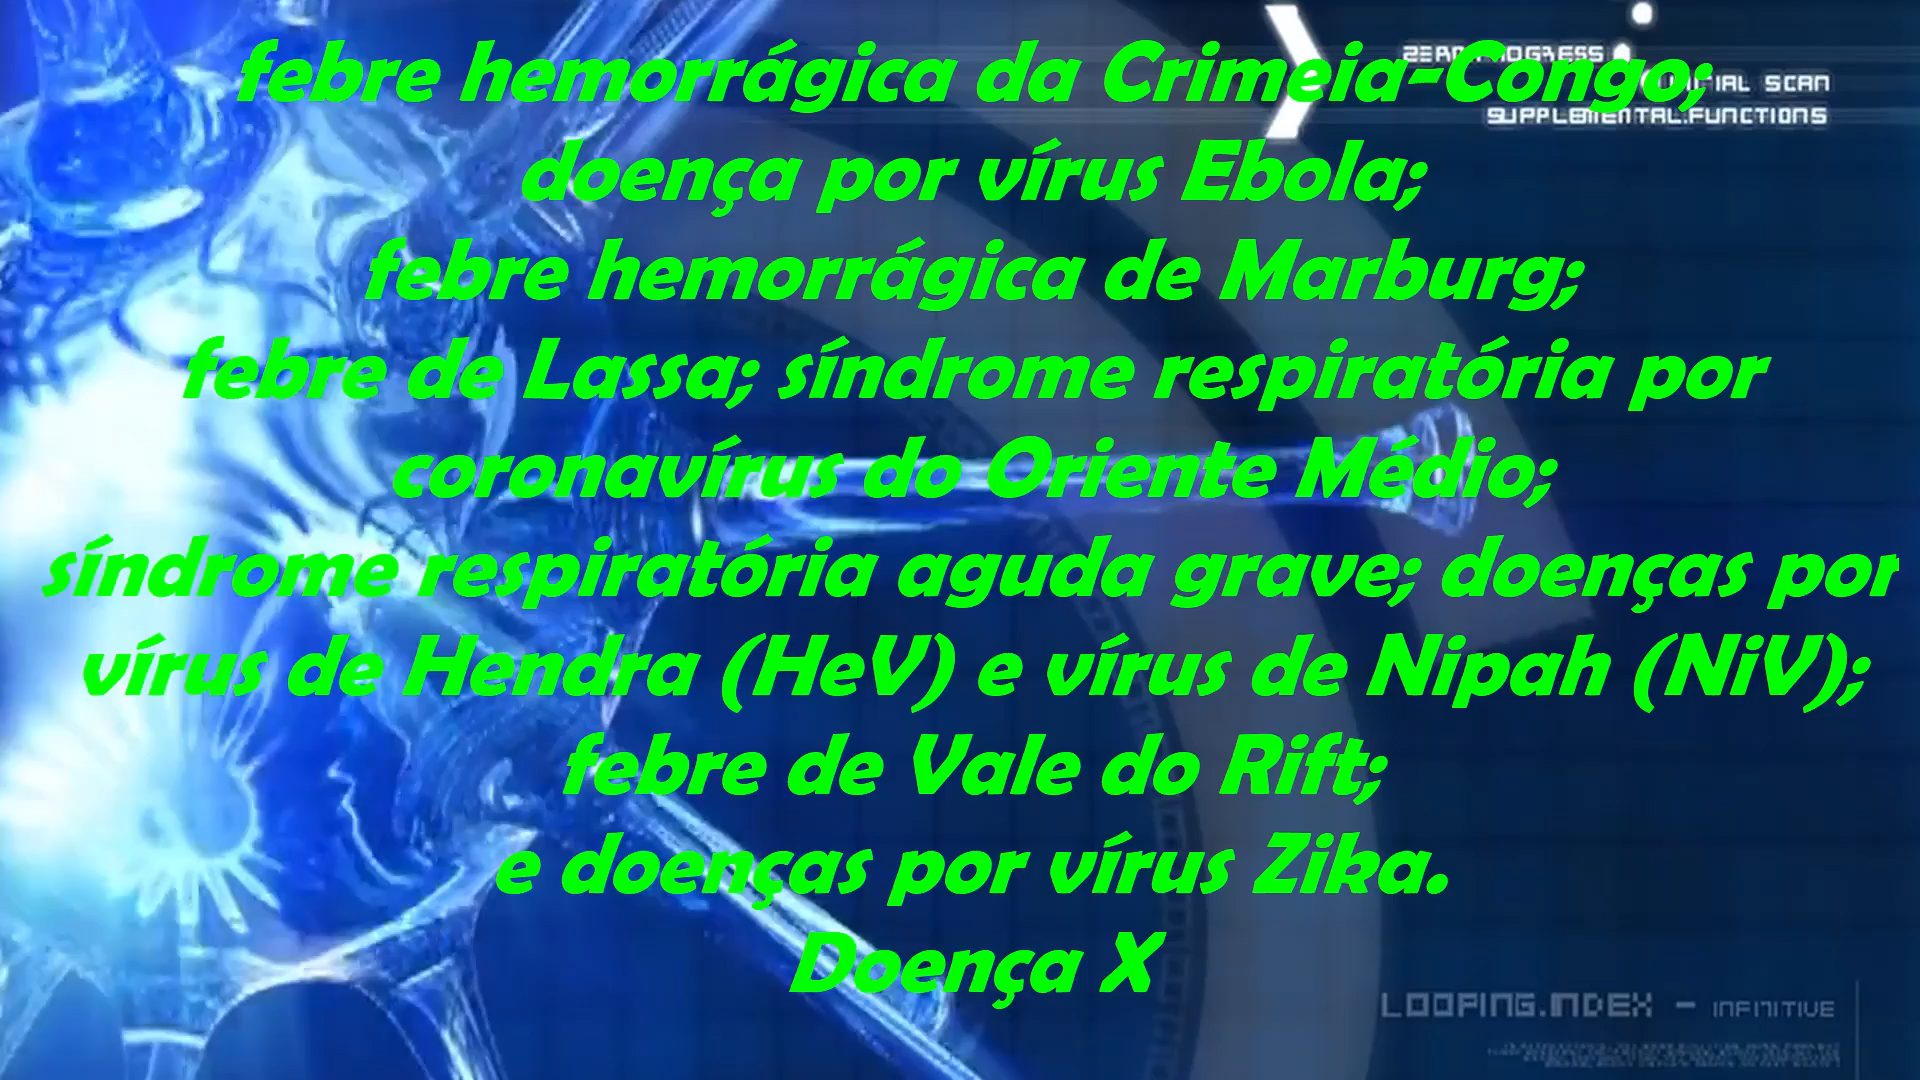 febre hemorrágica da Crimeia-Congo;
SCAN
SUPPLEMENTAL.FUNCTIONS
doença por vírus Ebola;
febre hemorrágica de Marburg;
febre de Lassa; síndrome respiratória por
coronavírus do Oriente Médio;
síndrome respiratória aguda grave; doenças por
vírus de Hendra (HeV) e vírus de Nipah (NiV);
febre de Vale do Rift;
e doenças por vírus Zika.
Doença X
LOOPING.INDEX – INFINITIVE